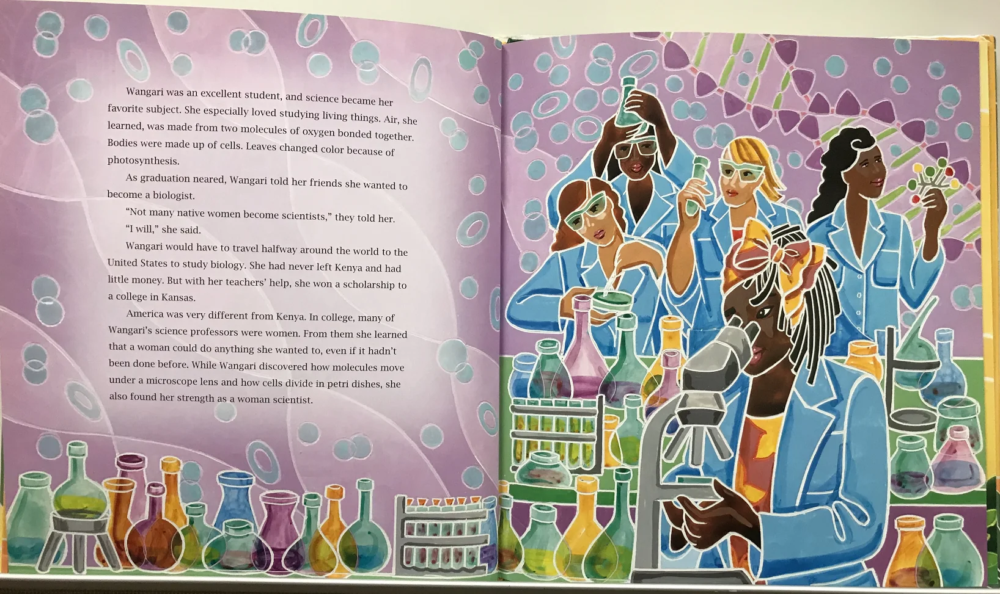 Wangari was an excellent student, and science became her
favorite subject. She especially loved studying living things. Air, she
learned, was made from two molecules of oxygen bonded together.
Bodies were made up of cells. Leaves changed color because of
photosynthesis.
As graduation neared, Wangari told her friends she wanted to
become a biologist.
“Not many native women become scientists,” they told her.
“I will,” she said.
Wangari would have to travel halfway around the world to the
United States to study biology. She had never left Kenya and had
little money. But with her teachers’ help, she won a scholarship to
a college in Kansas.
America was very different from Kenya. In college, many of
Wangari’s science professors were women. From them she learned
that a woman could do anything she wanted to, even if it hadn’t
been done before. While Wangari discovered how molecules move
under a microscope lens and how cells divide in petri dishes, she
also found her strength as a woman scientist.